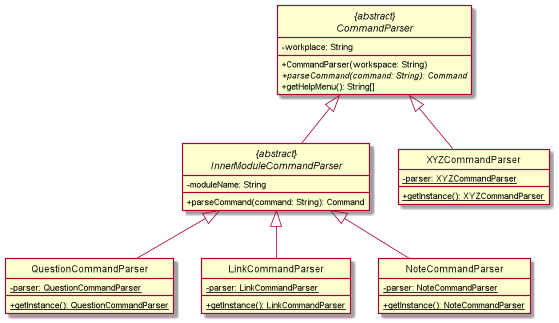 {abstract}
CommandParser
-workplace: String
+CommandParser(workspace: String)
+parseCommand(command: String): Command
+getHelpMenu(): String[]
{abstract}
InnerModuleCommandParser
-moduleName: String
+parseCommand(command: String): Command
XYZCommandParser
-parser: XYZCommandParser
+getInstance(): XYZCommandParser
QuestionCommandParser
-parser: QuestionCommandParser
+getInstance(): QuestionCommandParser
LinkCommandParser
-parser: LinkCommandParser
+getInstance(): LinkCommandParser
NoteCommandParser
-parser: NoteCommandParser
+getInstance(): NoteCommandParser